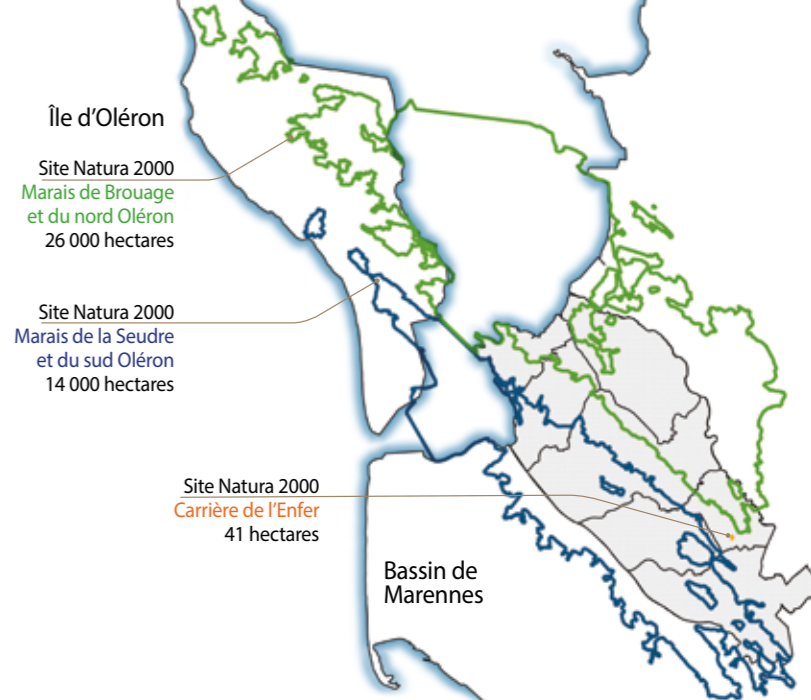 Île d’Oléron
Site Natura 2000
Marais de Brouage
et du nord Oléron
26 000 hectares
Site Natura 2000
Marais de la Seudre
et du sud Oléron
14 000 hectares
Site Natura 2000
Carrière de l’Enfer
41 hectares
Bassin de
Marennes